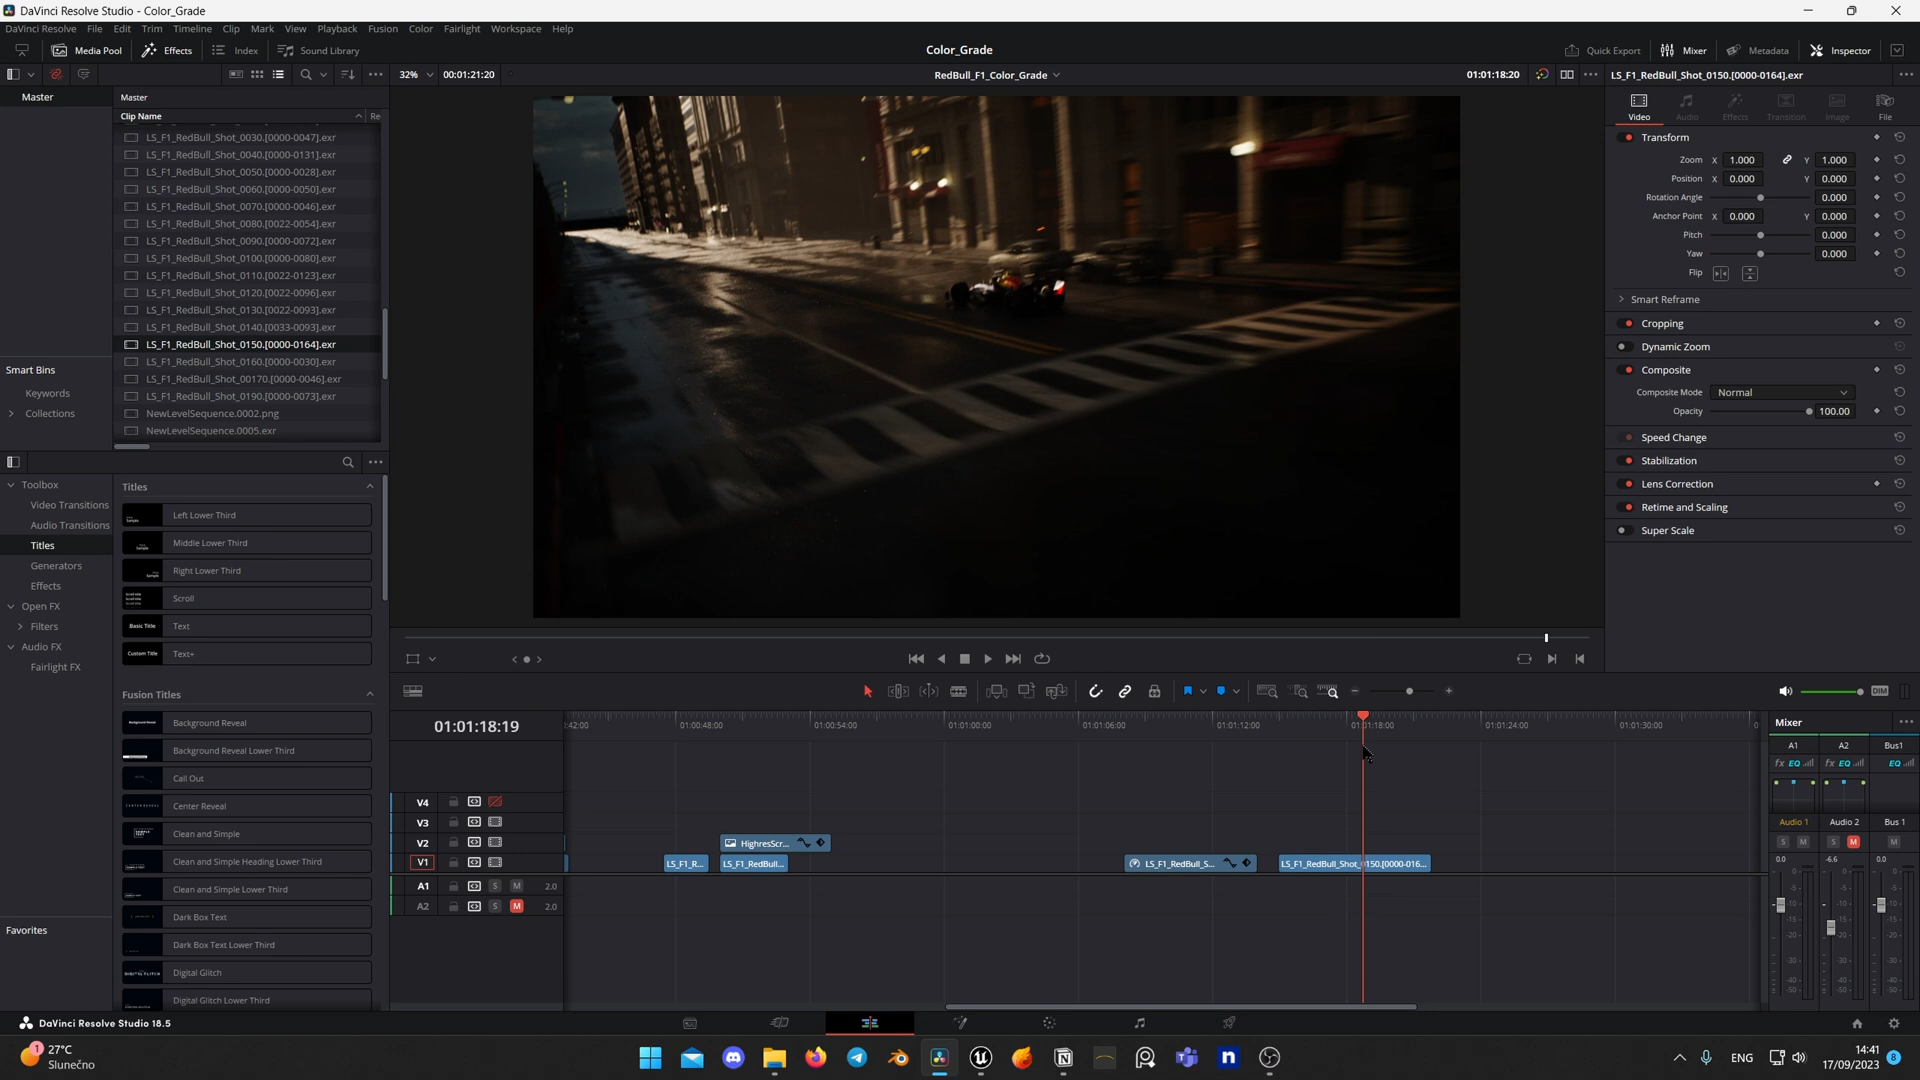 DaVinci Resolve Studio - Color_Grade
DaVinci Resolve File Edit Trim Timeline Clip Mark View Playback Fusion Color Fairlight Workspace Help
Media Pool Effects Index Sound Library Color_Grade Quick Export Mixer Metadata Inspector
32% 00:01:21:20 RedBull_F1_Color_Grade 01:01:18:20 LS_F1_RedBull_Shot_0150.[0000-0164].exr
Master Master
Clip Name Re
LS_F1_RedBull_Shot_0030.[0000-0047].exr
LS_F1_RedBull_Shot_0040.[0000-0131].exr
LS_F1_RedBull_Shot_0050.[0000-0028].exr
LS_F1_RedBull_Shot_0060.[0000-0050].exr
LS_F1_RedBull_Shot_0070.[0000-0046].exr
LS_F1_RedBull_Shot_0080.[0022-0054].exr
LS_F1_RedBull_Shot_0090.[0000-0072].exr
LS_F1_RedBull_Shot_0100.[0000-0080].exr
LS_F1_RedBull_Shot_0110.[0022-0123].exr
LS_F1_RedBull_Shot_0120.[0022-0096].exr
LS_F1_RedBull_Shot_0130.[0022-0093].exr
LS_F1_RedBull_Shot_0140.[0033-0093].exr
LS_F1_RedBull_Shot_0150.[0000-0164].exr
LS_F1_RedBull_Shot_0160.[0000-0030].exr
LS_F1_RedBull_Shot_00170.[0000-0046].exr
LS_F1_RedBull_Shot_0190.[0000-0073].exr
NewLevelSequence.0002.png
NewLevelSequence.0005.exr
Smart Bins
Keywords
Collections
Toolbox
Video Transitions
Audio Transitions
Titles
Generators
Effects
Open FX
Filters
Audio FX
Fairlight FX
Favorites
Titles
Left Lower Third
Middle Lower Third
Right Lower Third
Scroll
Basic Title Text
Custom Title Text+
Fusion Titles
Background Reveal
Background Reveal Lower Third
Call Out
Center Reveal
Clean and Simple
Clean and Simple Heading Lower Third
Clean and Simple Lower Third
Dark Box Text
Dark Box Text Lower Third
Digital Glitch
Digital Glitch Lower Third
Video Audio Effects Transition Image File
Transform
Zoom X 1.000 Y 1.000
Position X 0.000 Y 0.000
Rotation Angle 0.000
Anchor Point X 0.000 Y 0.000
Pitch 0.000
Yaw 0.000
Flip
Smart Reframe
Cropping
Dynamic Zoom
Composite
Composite Mode Normal
Opacity 100.00
Speed Change
Stabilization
Lens Correction
Retime and Scaling
Super Scale
DIM
01:01:18:19 :42:00 01:00:48:00 01:00:54:00 01:01:00:00 01:01:06:00 01:01:12:00 01:01:18:00 01:01:24:00 01:01:30:00
V4
V3
V2 HighresScr...
V1 LS_F1_R... LS_F1_RedBull... LS_F1_RedBull_S... LS_F1_RedBull_Shot_0150.[0000-016...
A1 S M 2.0
A2 S M 2.0
Mixer
A1 A2 Bus1
fx EQ fx EQ EQ
Audio 1 Audio 2 Bus 1
S M S M M
0.0 -6.6 0.0
DaVinci Resolve Studio 18.5
1 27°C
Slunečno
ENG 14:41
17/09/2023 8